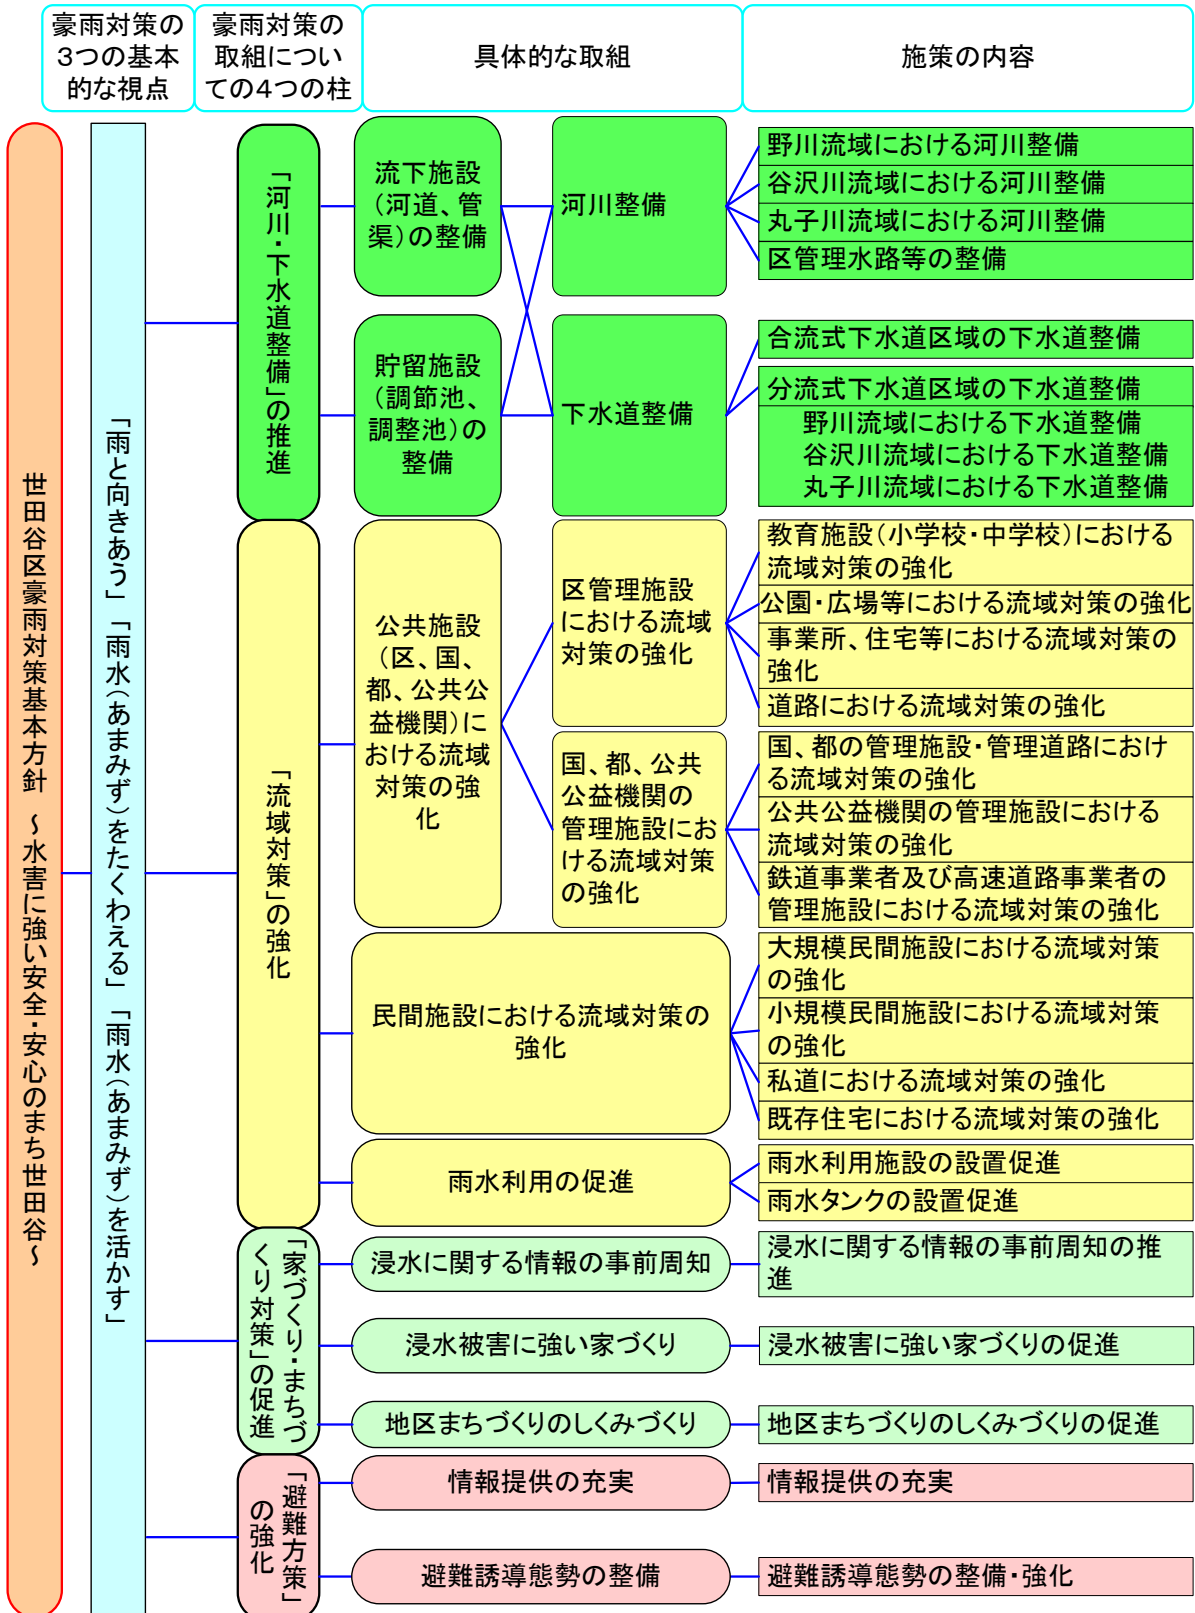 豪雨対策の
3つの基本
的な視点
豪雨対策の
取組につい
ての4つの柱
具体的な取組
施策の内容
世田谷区豪雨対策基本方針 ～水害に強い安全・安心のまち世田谷～
「雨と向きあう」「雨水(あまみず)をたくわえる」「雨水(あまみず)を活かす」
「河川・下水道整備」の推進
流下施設
(河道、管
渠)の整備
河川整備
野川流域における河川整備
谷沢川流域における河川整備
丸子川流域における河川整備
区管理水路等の整備
貯留施設
(調節池、
調整池)の
整備
下水道整備
合流式下水道区域の下水道整備
分流式下水道区域の下水道整備
野川流域における下水道整備
谷沢川流域における下水道整備
丸子川流域における下水道整備
「流域対策」の強化
公共施設
(区、国、
都、公共公
益機関)に
おける流域
対策の強
化
区管理施設
における流域
対策の強化
教育施設(小学校・中学校)における
流域対策の強化
公園・広場等における流域対策の強化
事業所、住宅等における流域対策の
強化
道路における流域対策の強化
国、都、公共
公益機関の
管理施設にお
ける流域対策
の強化
国、都の管理施設・管理道路におけ
る流域対策の強化
公共公益機関の管理施設における
流域対策の強化
鉄道事業者及び高速道路事業者の
管理施設における流域対策の強化
民間施設における流域対策の
強化
大規模民間施設における流域対策
の強化
小規模民間施設における流域対策
の強化
私道における流域対策の強化
既存住宅における流域対策の強化
雨水利用の促進
雨水利用施設の設置促進
雨水タンクの設置促進
「家づくり・まちづ
くり対策」の促進
浸水に関する情報の事前周知
浸水に関する情報の事前周知の推
進
浸水被害に強い家づくり
浸水被害に強い家づくりの促進
地区まちづくりのしくみづくり
地区まちづくりのしくみづくりの促進
「避難方策」
の強化
情報提供の充実
情報提供の充実
避難誘導態勢の整備
避難誘導態勢の整備・強化